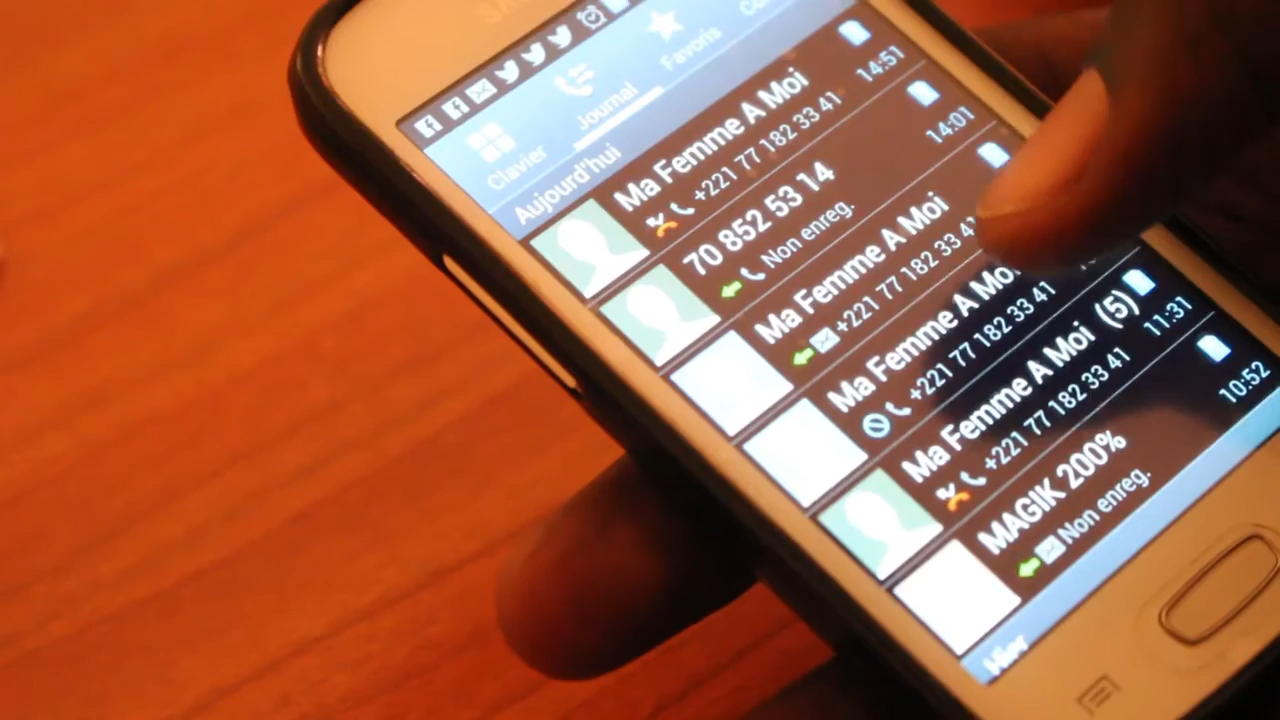 Clavier
Journal
Favoris
Aujourd'hui
Ma Femme A Moi
+221 77 182 33 41
14:51
70 852 53 14
Non enreg.
14:01
Ma Femme A Moi
+221 77 182 33 41
Ma Femme A Moi
+221 77 182 33 41
Ma Femme A Moi (5)
+221 77 182 33 41
11:31
MAGIK 200%
Non enreg.
10:52
Hier